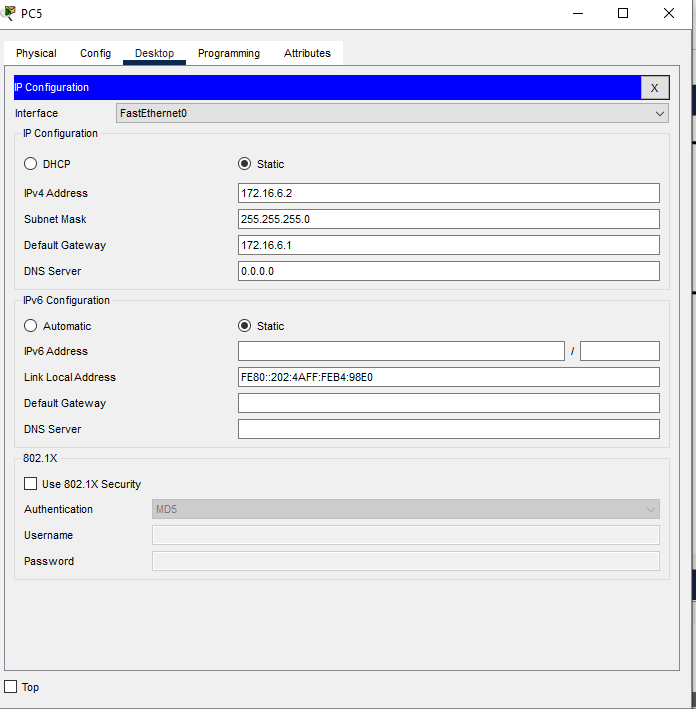 PC5
Physical Config Desktop Programming Attributes
IP Configuration X
Interface FastEthernet0
IP Configuration
DHCP Static
IPv4 Address 172.16.6.2
Subnet Mask 255.255.255.0
Default Gateway 172.16.6.1
DNS Server 0.0.0.0
IPv6 Configuration
Automatic Static
IPv6 Address /
Link Local Address FE80::202:4AFF:FEB4:98E0
Default Gateway
DNS Server
802.1X
Use 802.1X Security
Authentication MD5
Username
Password
Top